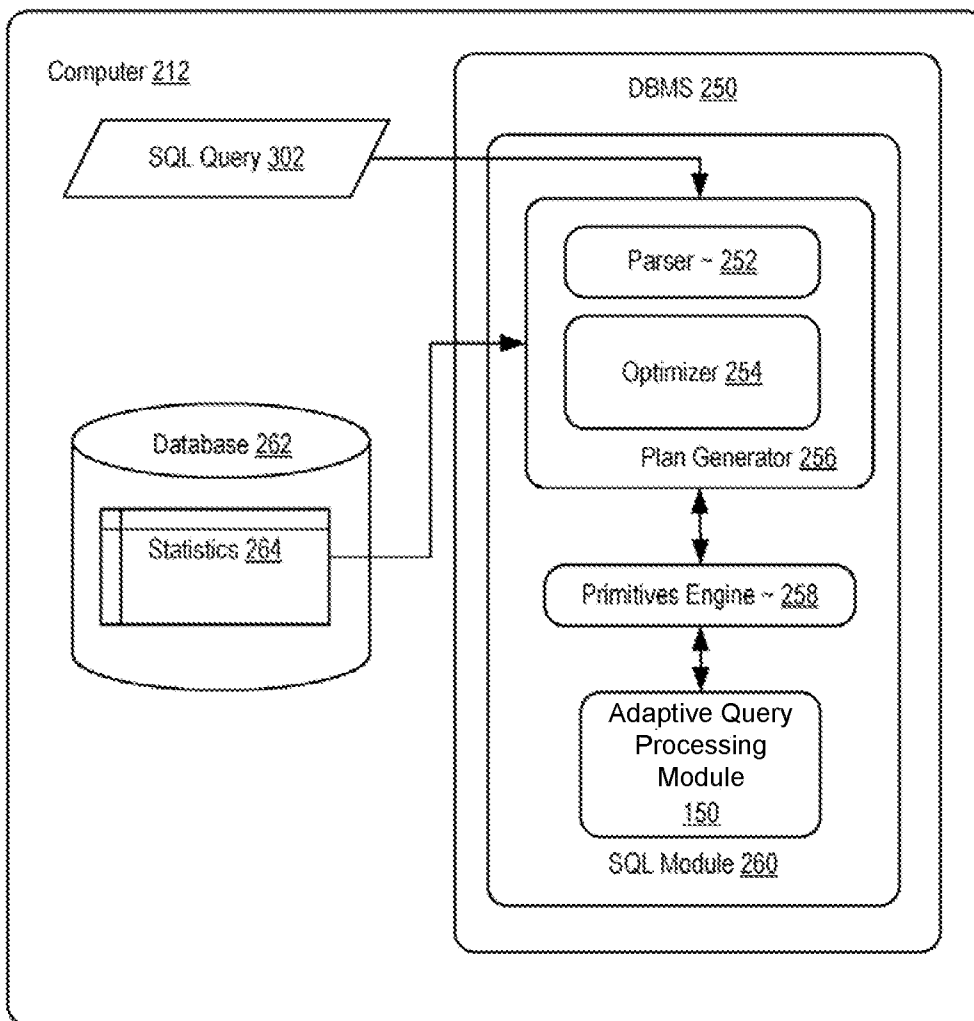 Computer 212
DBMS 250
SQL Query 302
Parser ~ 252
Optimizer 254
Plan Generator 256
Database 262
Statistics 264
Primitives Engine ~ 258
Adaptive Query
Processing
Module
150
SQL Module 260